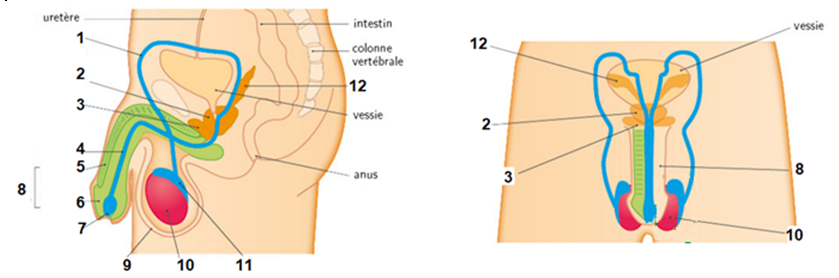 uretère
intestin
1
colonne
vertébrale
2
12
3
vessie
4
5
anus
8
6
7
9
10
11
vessie
12
2
3
8
10